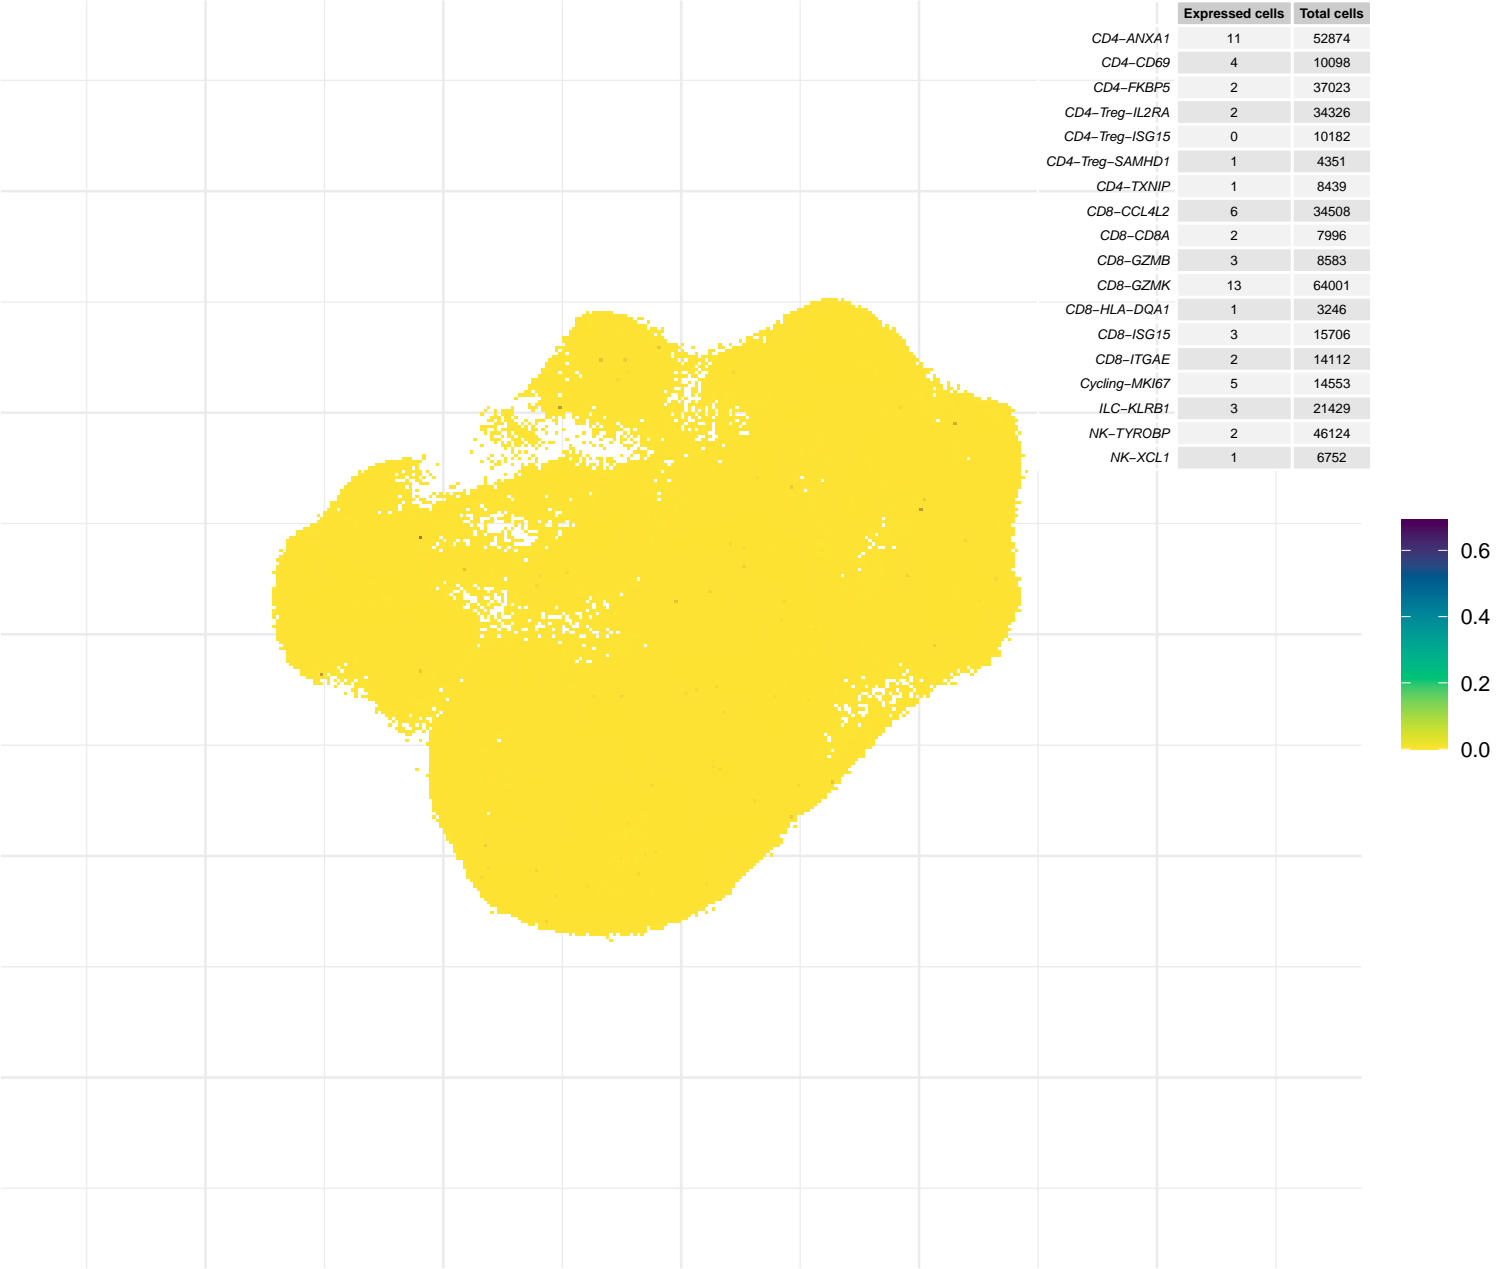 Expressed cells Total cells
CD4−ANXA1 11 52874
CD4−CD69 4 10098
CD4−FKBP5 2 37023
CD4−Treg−IL2RA 2 34326
CD4−Treg−ISG15 0 10182
CD4−Treg−SAMHD1 1 4351
CD4−TXNIP 1 8439
CD8−CCL4L2 6 34508
CD8−CD8A 2 7996
CD8−GZMB 3 8583
CD8−GZMK 13 64001
CD8−HLA−DQA1 1 3246
CD8−ISG15 3 15706
CD8−ITGAE 2 14112
Cycling−MKI67 5 14553
ILC−KLRB1 3 21429
NK−TYROBP 2 46124
NK−XCL1 1 6752
0.6
0.4
0.2
0.0